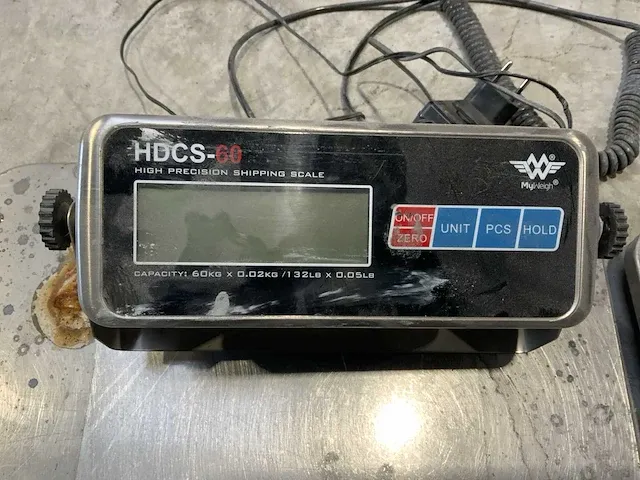 HDCS-60
HIGH PRECISION SHIPPING SCALE
MyWeigh®
ON/OFF
ZERO
UNIT
PCS
HOLD
CAPACITY: 60KG X 0.02KG /132LB X 0.05LB